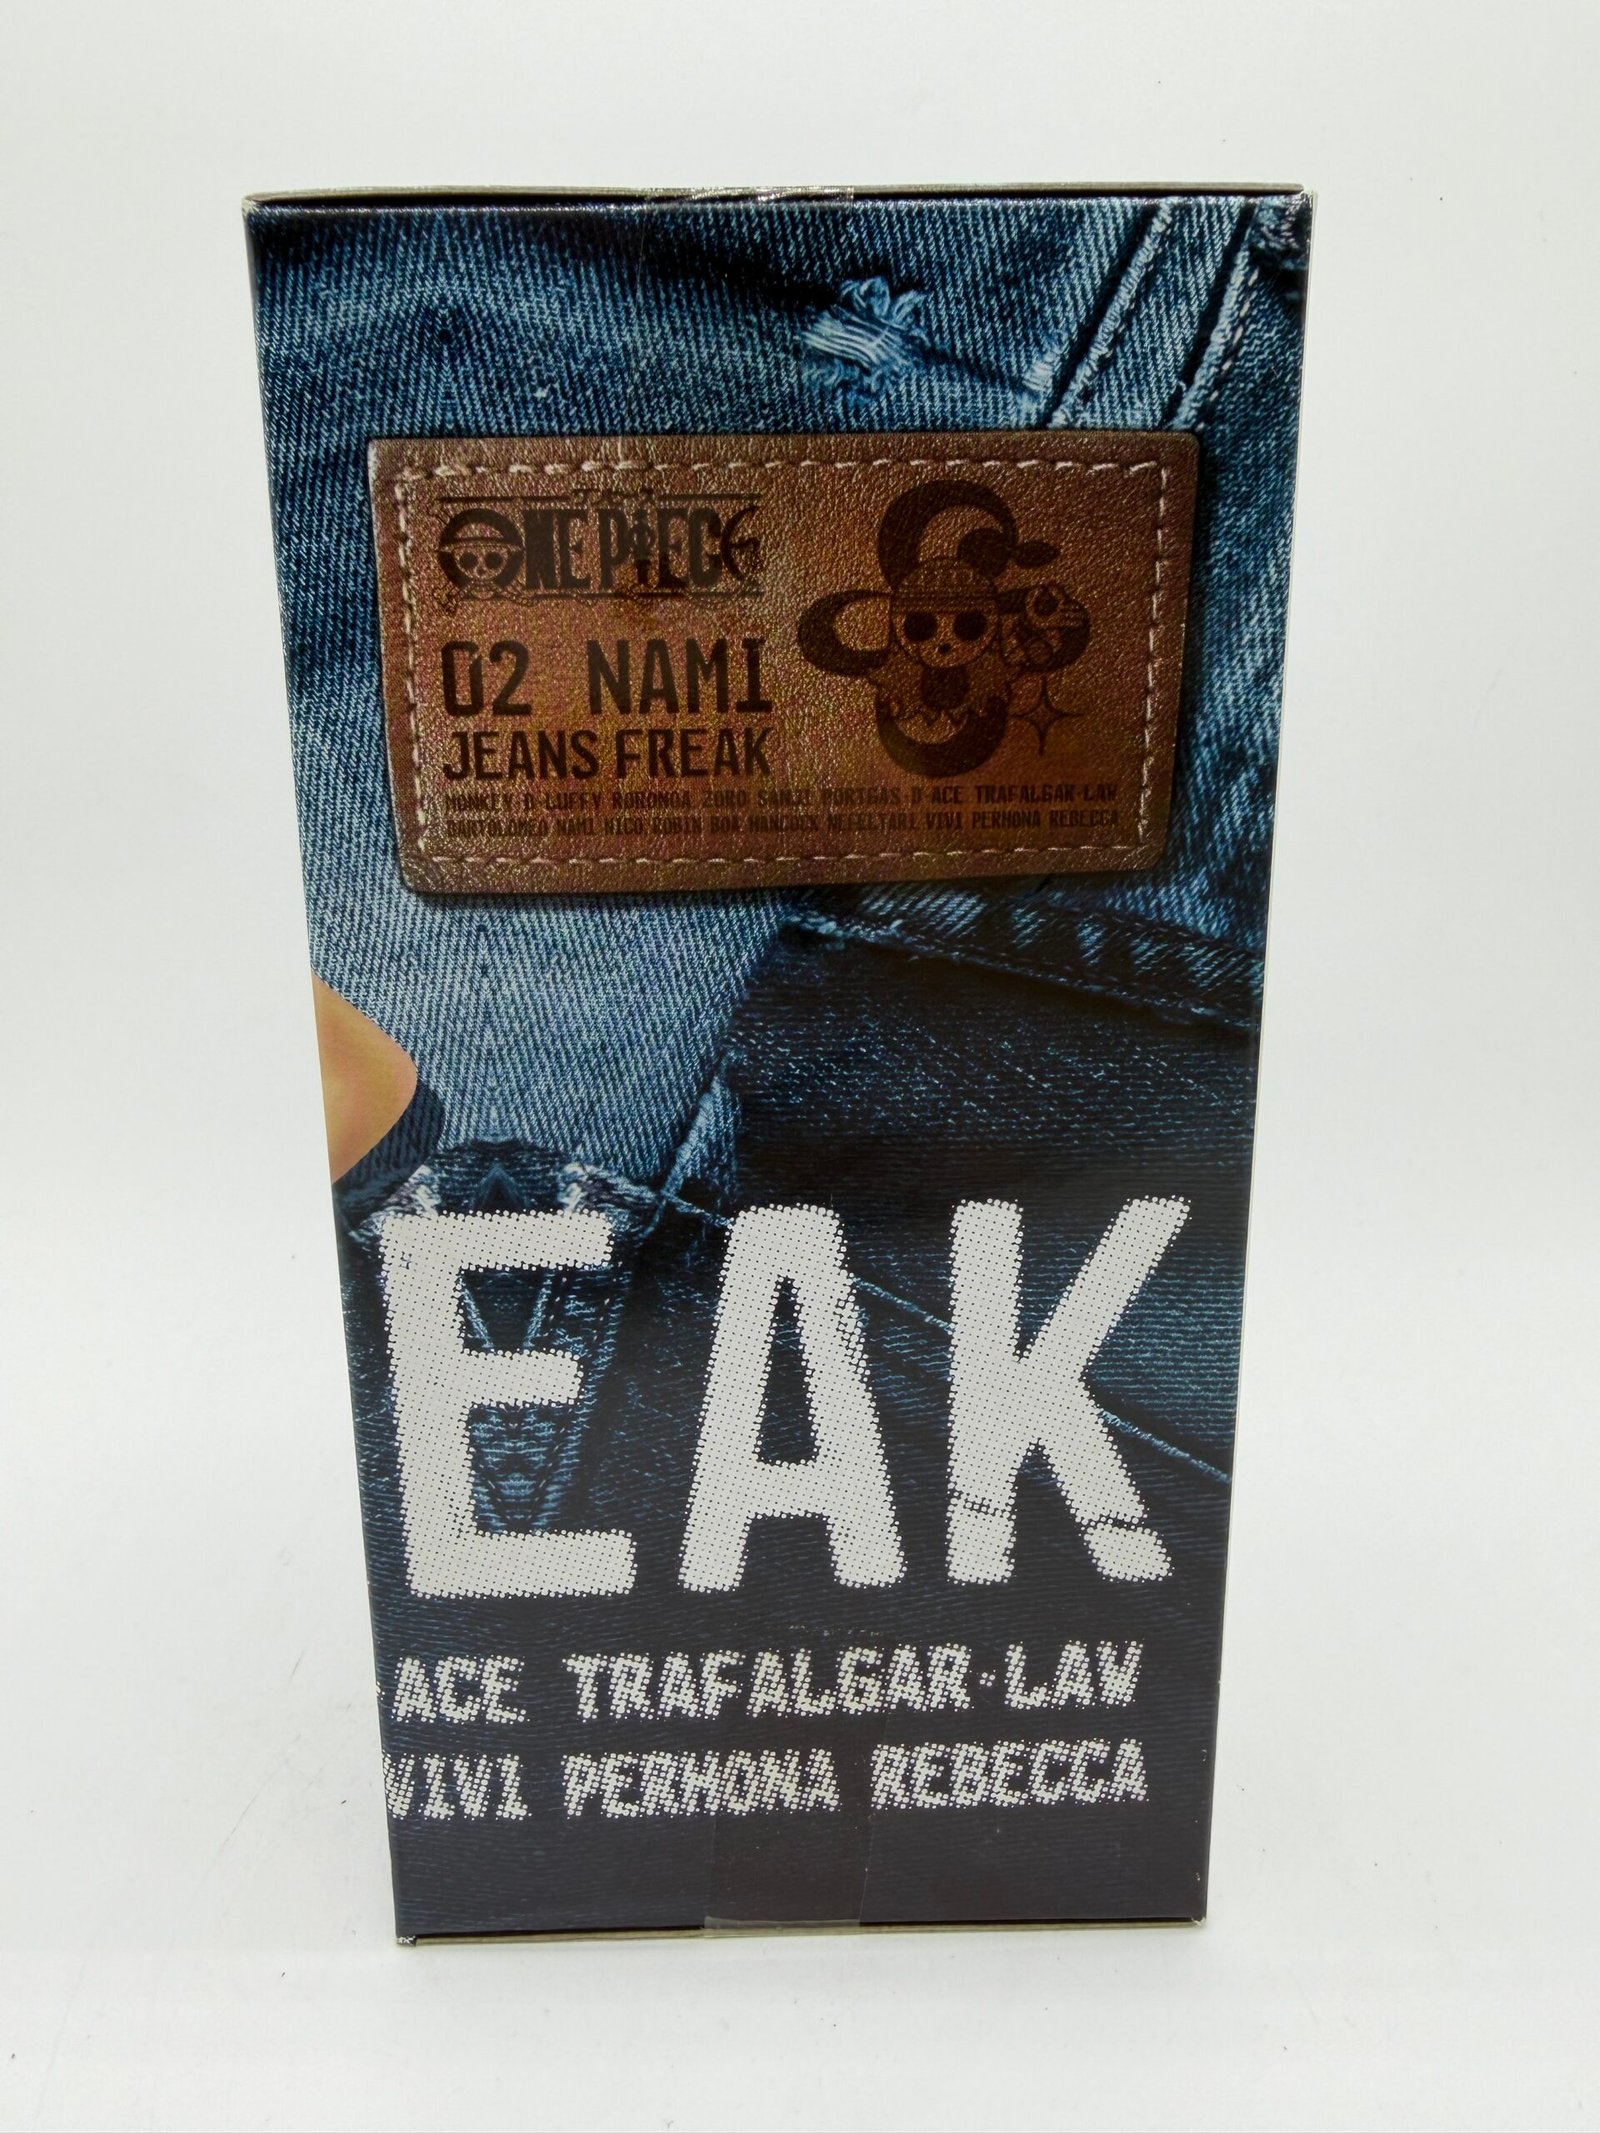 ONE PIECE
02 NAMI
JEANS FREAK
MONKEY·D·LUFFY RORONOA ZORO SANJI PORTGAS·D·ACE TRAFALGAR·LAW
BARTOLOMEO NAMI NICO·ROBIN BOA·HANCOCK NEFELTARI VIVI PERHONA REBECCA
EAK
ACE TRAFALGAR·LAW
VIVI PERHONA REBECCA